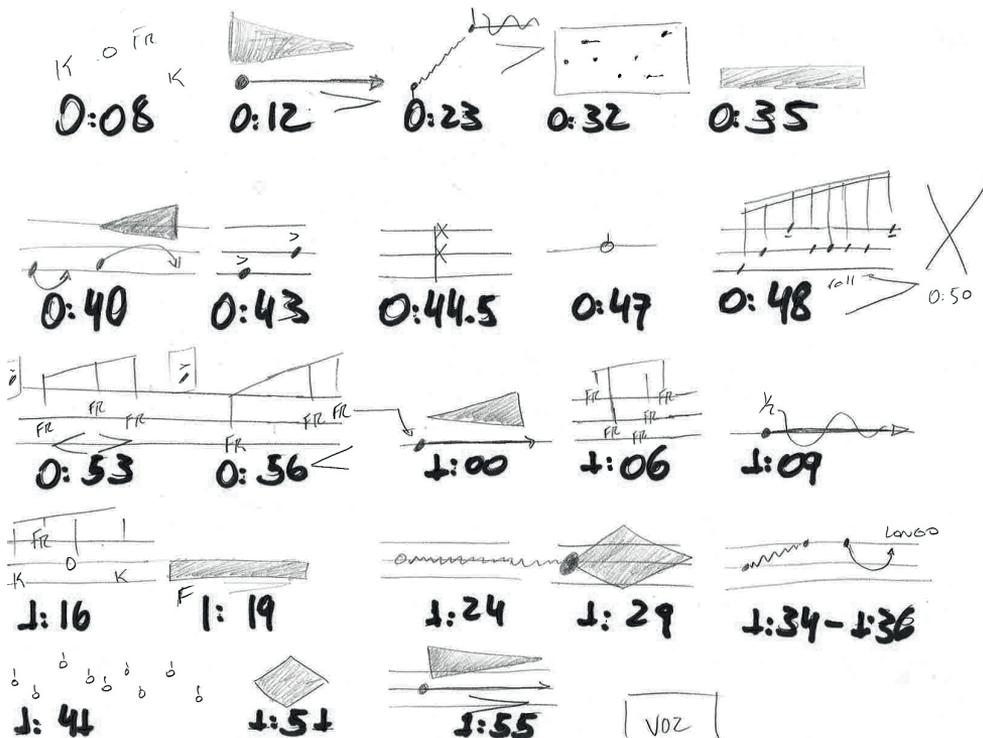 K O FR K
0:08 0:12 0:23 0:32 0:35
0:40 0:43 0:44.5 0:47 0:48 roll 0:50
FR FR FR FR FR FR
0:53 0:56 1:00
FR FR FR FR FR
1:06
1/2
1:09
FR
K O K
F
LONGO
1:16 1:19 1:24 1:29 1:34-1:36
1:41 1:51 1:55
VOZ